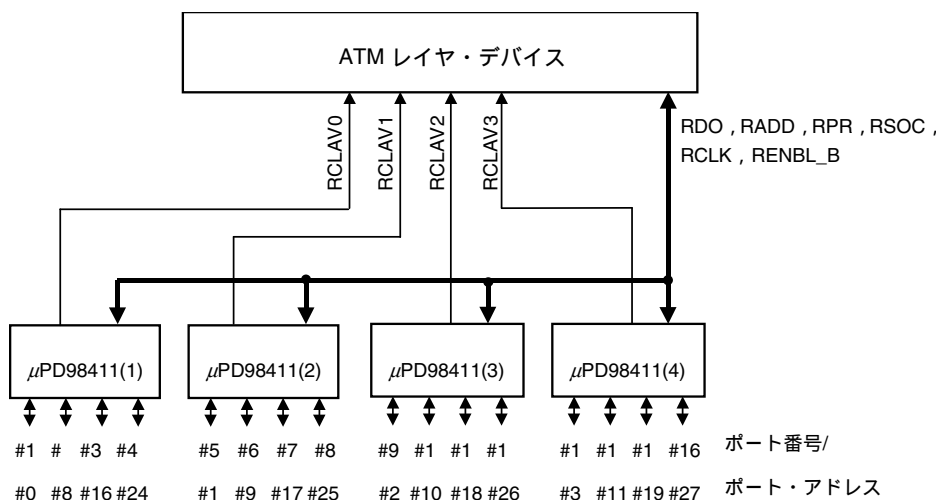 ATM レイヤ・デバイス
RCLAV0
RCLAV1
RCLAV2
RCLAV3
RDO , RADD , RPR , RSOC ,
RCLK , RENBL_B
μPD98411(1)
μPD98411(2)
μPD98411(3)
μPD98411(4)
#1 # #3 #4 #5 #6 #7 #8 #9 #1 #1 #1 #1 #1 #1 #16 ポート番号/
#0 #8 #16 #24 #1 #9 #17 #25 #2 #10 #18 #26 #3 #11 #19 #27 ポート・アドレス